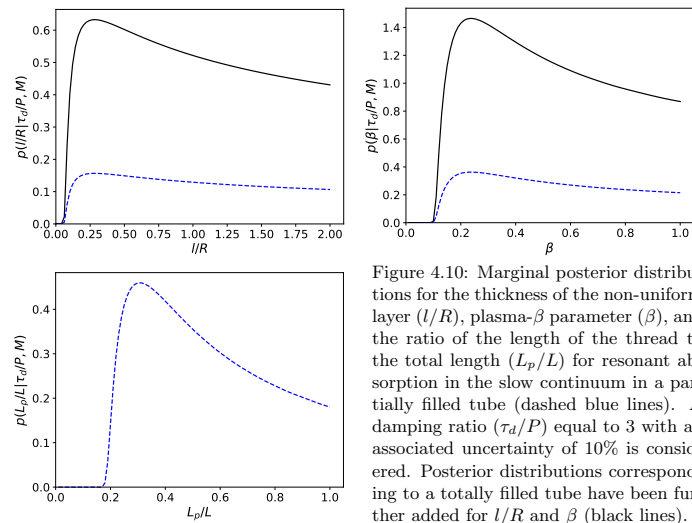 0.6
0.5
0.4
0.3
0.2
0.1
0.0
p(l/R|τd/P, M)
0.00 0.25 0.50 0.75 1.00 1.25 1.50 1.75 2.00
l/R
1.4
1.2
1.0
0.8
0.6
0.4
0.2
0.0
p(β|τd/P, M)
0.0 0.2 0.4 0.6 0.8 1.0
β
0.4
0.3
0.2
0.1
0.0
p(Lp/L|τd/P, M)
0.0 0.2 0.4 0.6 0.8 1.0
Lp/L
Figure 4.10: Marginal posterior distribu
tions for the thickness of the non-uniform
layer (l/R), plasma-β parameter (β), an
the ratio of the length of the thread t
the total length (Lp/L) for resonant ab
sorption in the slow continuum in a par
tially filled tube (dashed blue lines). A
damping ratio (τd/P) equal to 3 with a
associated uncertainty of 10% is consid
ered. Posterior distributions correspond
ing to a totally filled tube have been fur
ther added for l/R and β (black lines).